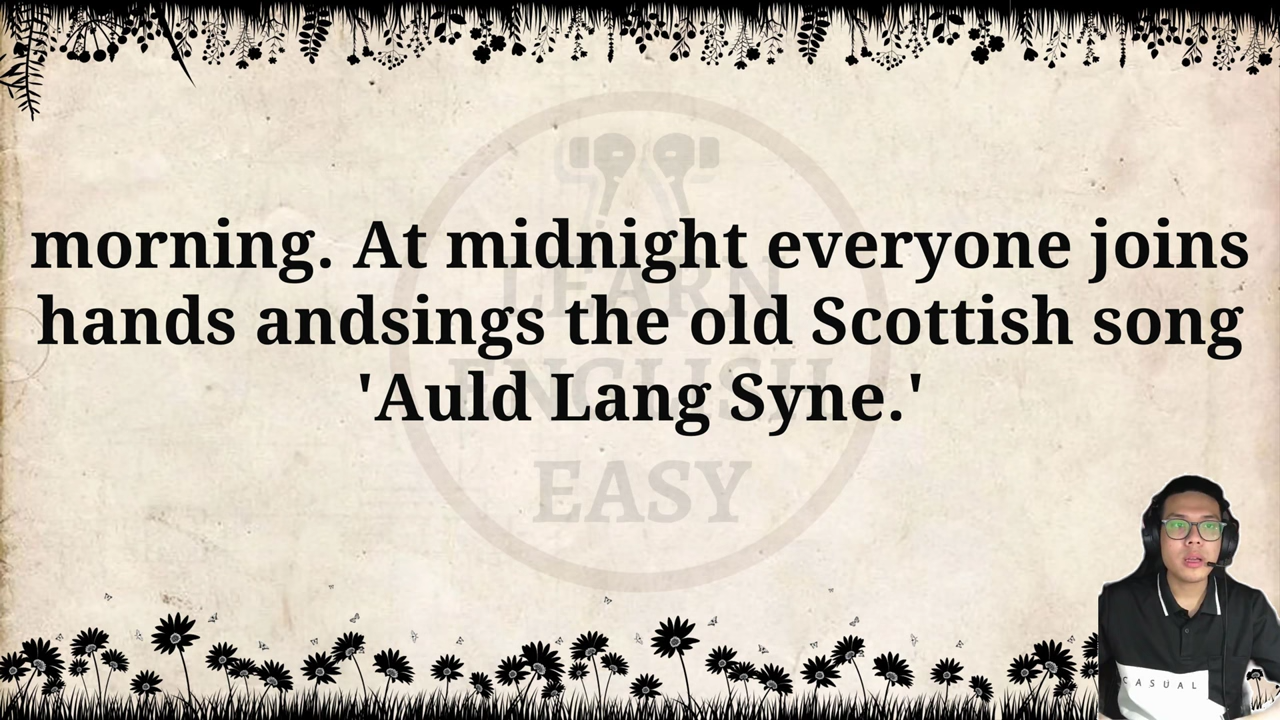 morning. At midnight everyone joins
hands andsings the old Scottish song
'Auld Lang Syne.'
LEARN
ENGLISH
EASY
CASUAL